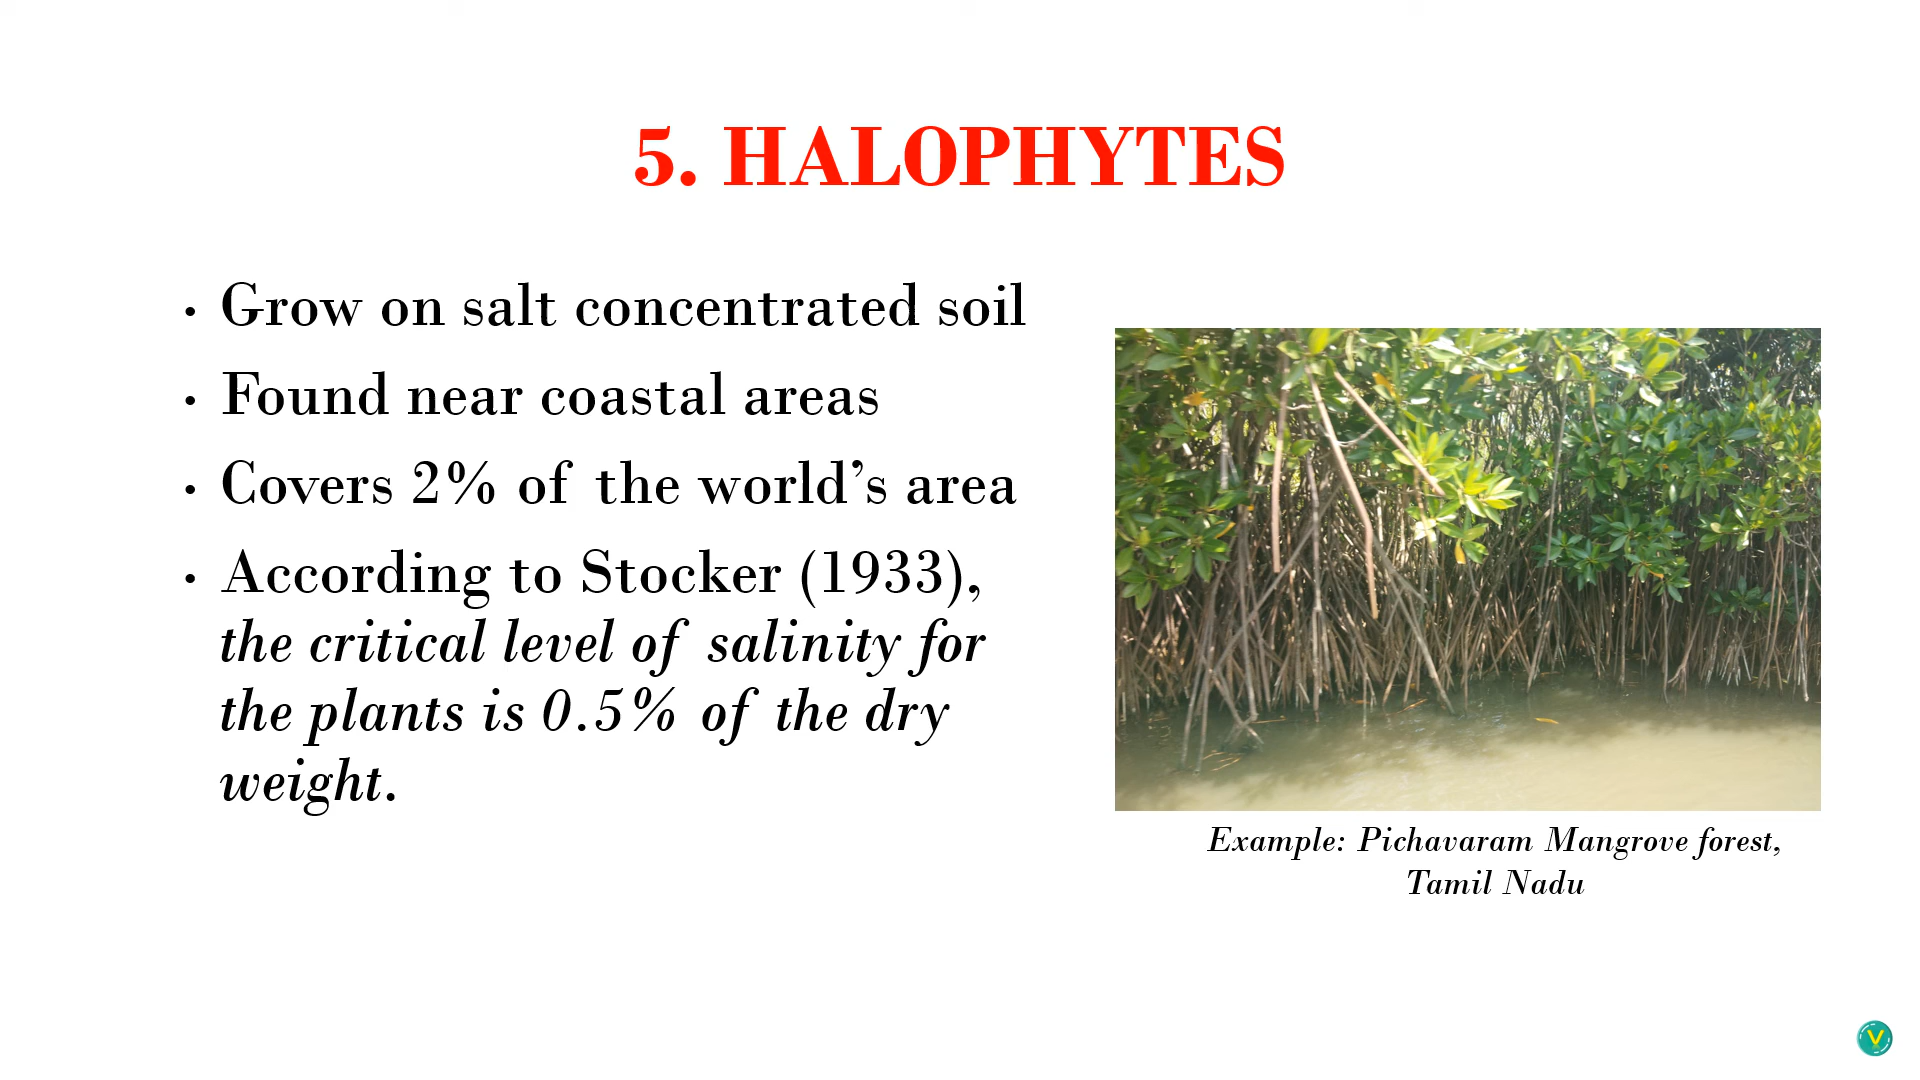 5. HALOPHYTES
• Grow on salt concentrated soil
• Found near coastal areas
• Covers 2% of the world’s area
• According to Stocker (1933),
the critical level of salinity for
the plants is 0.5% of the dry
weight.
Example: Pichavaram Mangrove forest,
Tamil Nadu
V